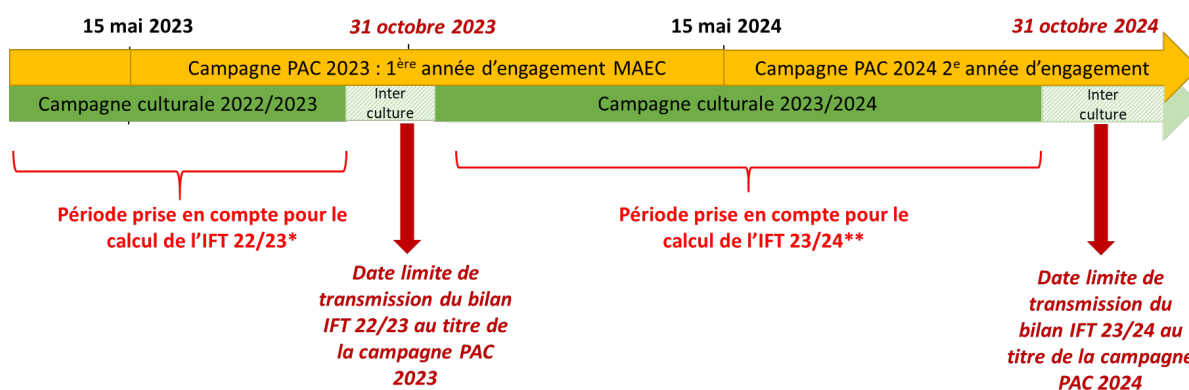 15 mai 2023
31 octobre 2023
15 mai 2024
31 octobre 2024
Campagne PAC 2023 : 1ère année d'engagement MAEC
Campagne PAC 2024 2e année d'engagement
Campagne culturale 2022/2023
Inter
culture
Campagne culturale 2023/2024
Inter
culture
Période prise en compte pour le
calcul de l'IFT 22/23*
Période prise en compte pour le
calcul de l'IFT 23/24**
Date limite de
transmission du bilan
IFT 22/23 au titre de
la campagne PAC
2023
Date limite de
transmission du
bilan IFT 23/24 au
titre de la campagne
PAC 2024